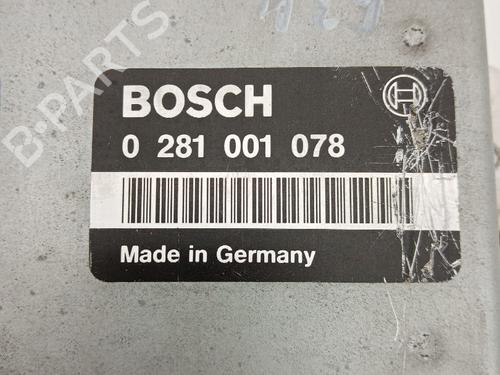 B-PARTS
BOSCH
0 281 001 078
Made in Germany